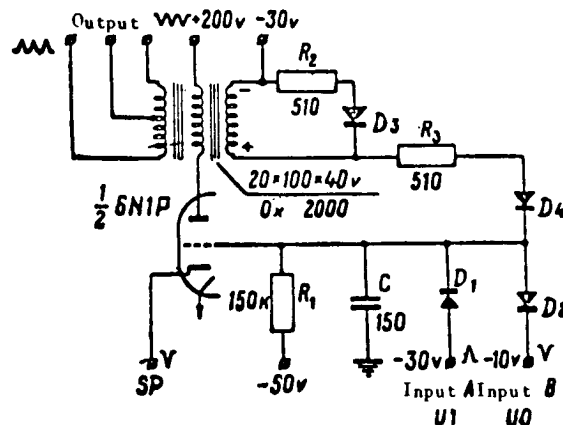 Output +200v -30v
R2
510
D3
R3
510
20×100×40v
0x 2000
D4
1/2 6N1P
150к
R1
C
150
D1
D2
SP
-50v
-30v -10v
Input A Input B
U1 U0